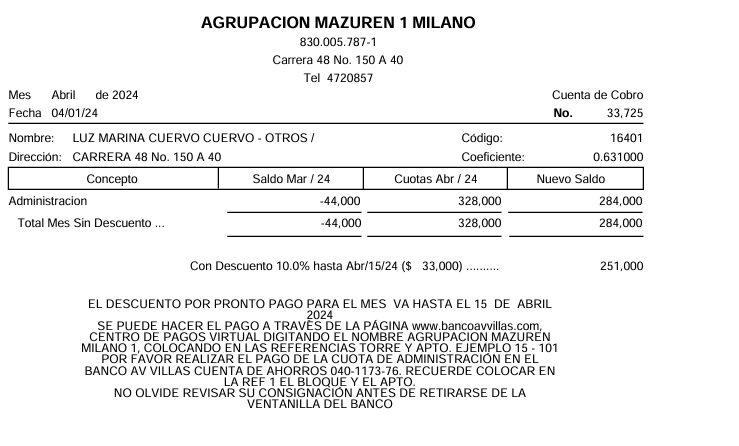 AGRUPACION MAZUREN 1 MILANO
830.005.787-1
Carrera 48 No. 150 A 40
Tel 4720857
Mes Abril de 2024 Cuenta de Cobro
Fecha 04/01/24 No. 33,725
Nombre: LUZ MARINA CUERVO CUERVO - OTROS / Código: 16401
Dirección: CARRERA 48 No. 150 A 40 Coeficiente: 0.631000
Concepto Saldo Mar / 24 Cuotas Abr / 24 Nuevo Saldo
Administracion -44,000 328,000 284,000
Total Mes Sin Descuento ... -44,000 328,000 284,000
Con Descuento 10.0% hasta Abr/15/24 ($ 33,000) .......... 251,000
EL DESCUENTO POR PRONTO PAGO PARA EL MES VA HASTA EL 15 DE ABRIL
2024
SE PUEDE HACER EL PAGO A TRAVÈS DE LA PÁGINA www.bancoavvillas.com,
CENTRO DE PAGOS VIRTUAL DIGITANDO EL NOMBRE AGRUPACION MAZUREN
MILANO 1, COLOCANDO EN LAS REFERENCIAS TORRE Y APTO. EJEMPLO 15 - 101
POR FAVOR REALIZAR EL PAGO DE LA CUOTA DE ADMINISTRACIÓN EN EL
BANCO AV VILLAS CUENTA DE AHORROS 040-1173-76. RECUERDE COLOCAR EN
LA REF 1 EL BLOQUE Y EL APTO.
NO OLVIDE REVISAR SU CONSIGNACIÓN ANTES DE RETIRARSE DE LA
VENTANILLA DEL BANCO